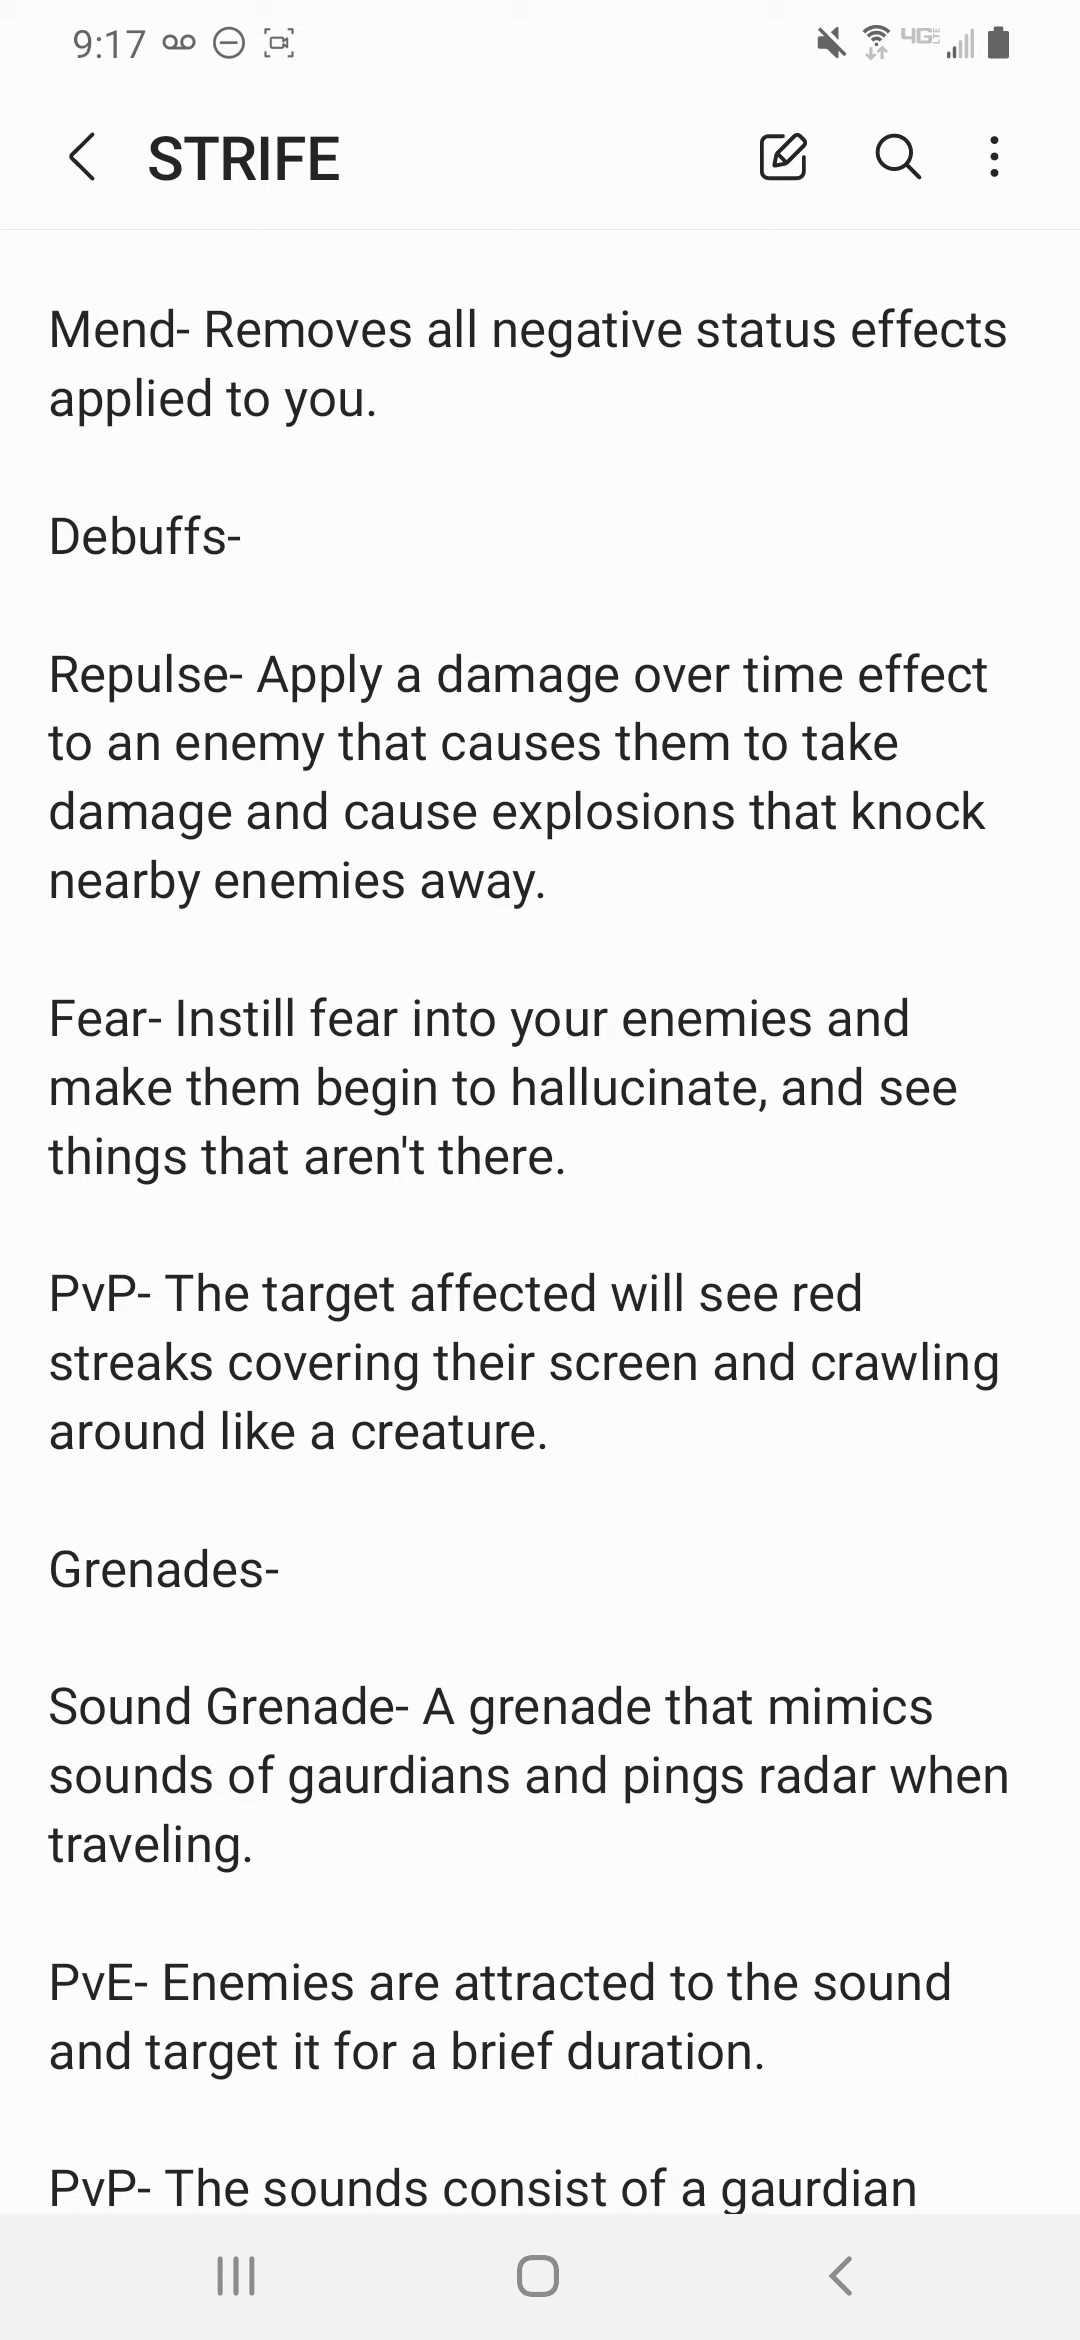 9:17
4G LTE
STRIFE
Mend- Removes all negative status effects
applied to you.
Debuffs-
Repulse- Apply a damage over time effect
to an enemy that causes them to take
damage and cause explosions that knock
nearby enemies away.
Fear- Instill fear into your enemies and
make them begin to hallucinate, and see
things that aren't there.
PvP- The target affected will see red
streaks covering their screen and crawling
around like a creature.
Grenades-
Sound Grenade- A grenade that mimics
sounds of gaurdians and pings radar when
traveling.
PvE- Enemies are attracted to the sound
and target it for a brief duration.
PvP- The sounds consist of a gaurdian